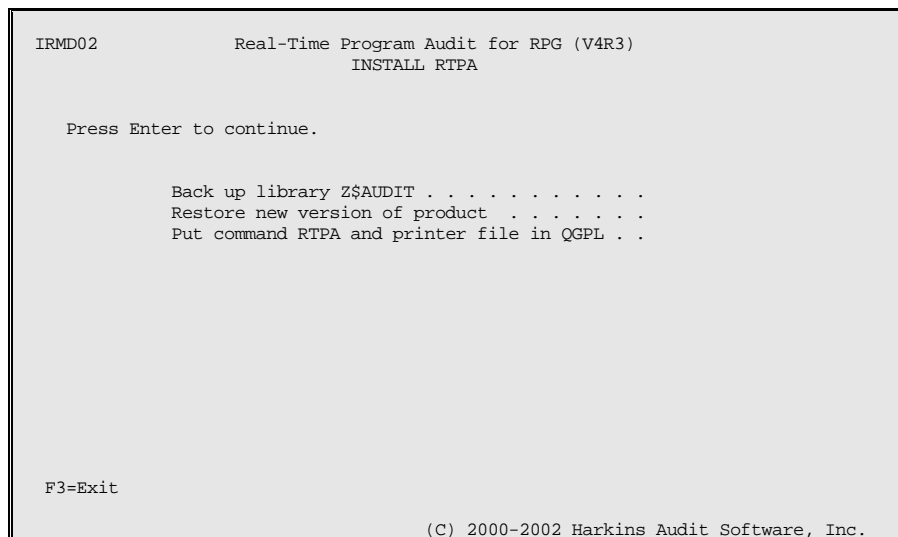 IRMD02 Real-Time Program Audit for RPG (V4R3)
INSTALL RTPA
Press Enter to continue.
Back up library Z$AUDIT . . . . . . . . . . .
Restore new version of product . . . . . . .
Put command RTPA and printer file in QGPL . .
F3=Exit
(C) 2000-2002 Harkins Audit Software, Inc.